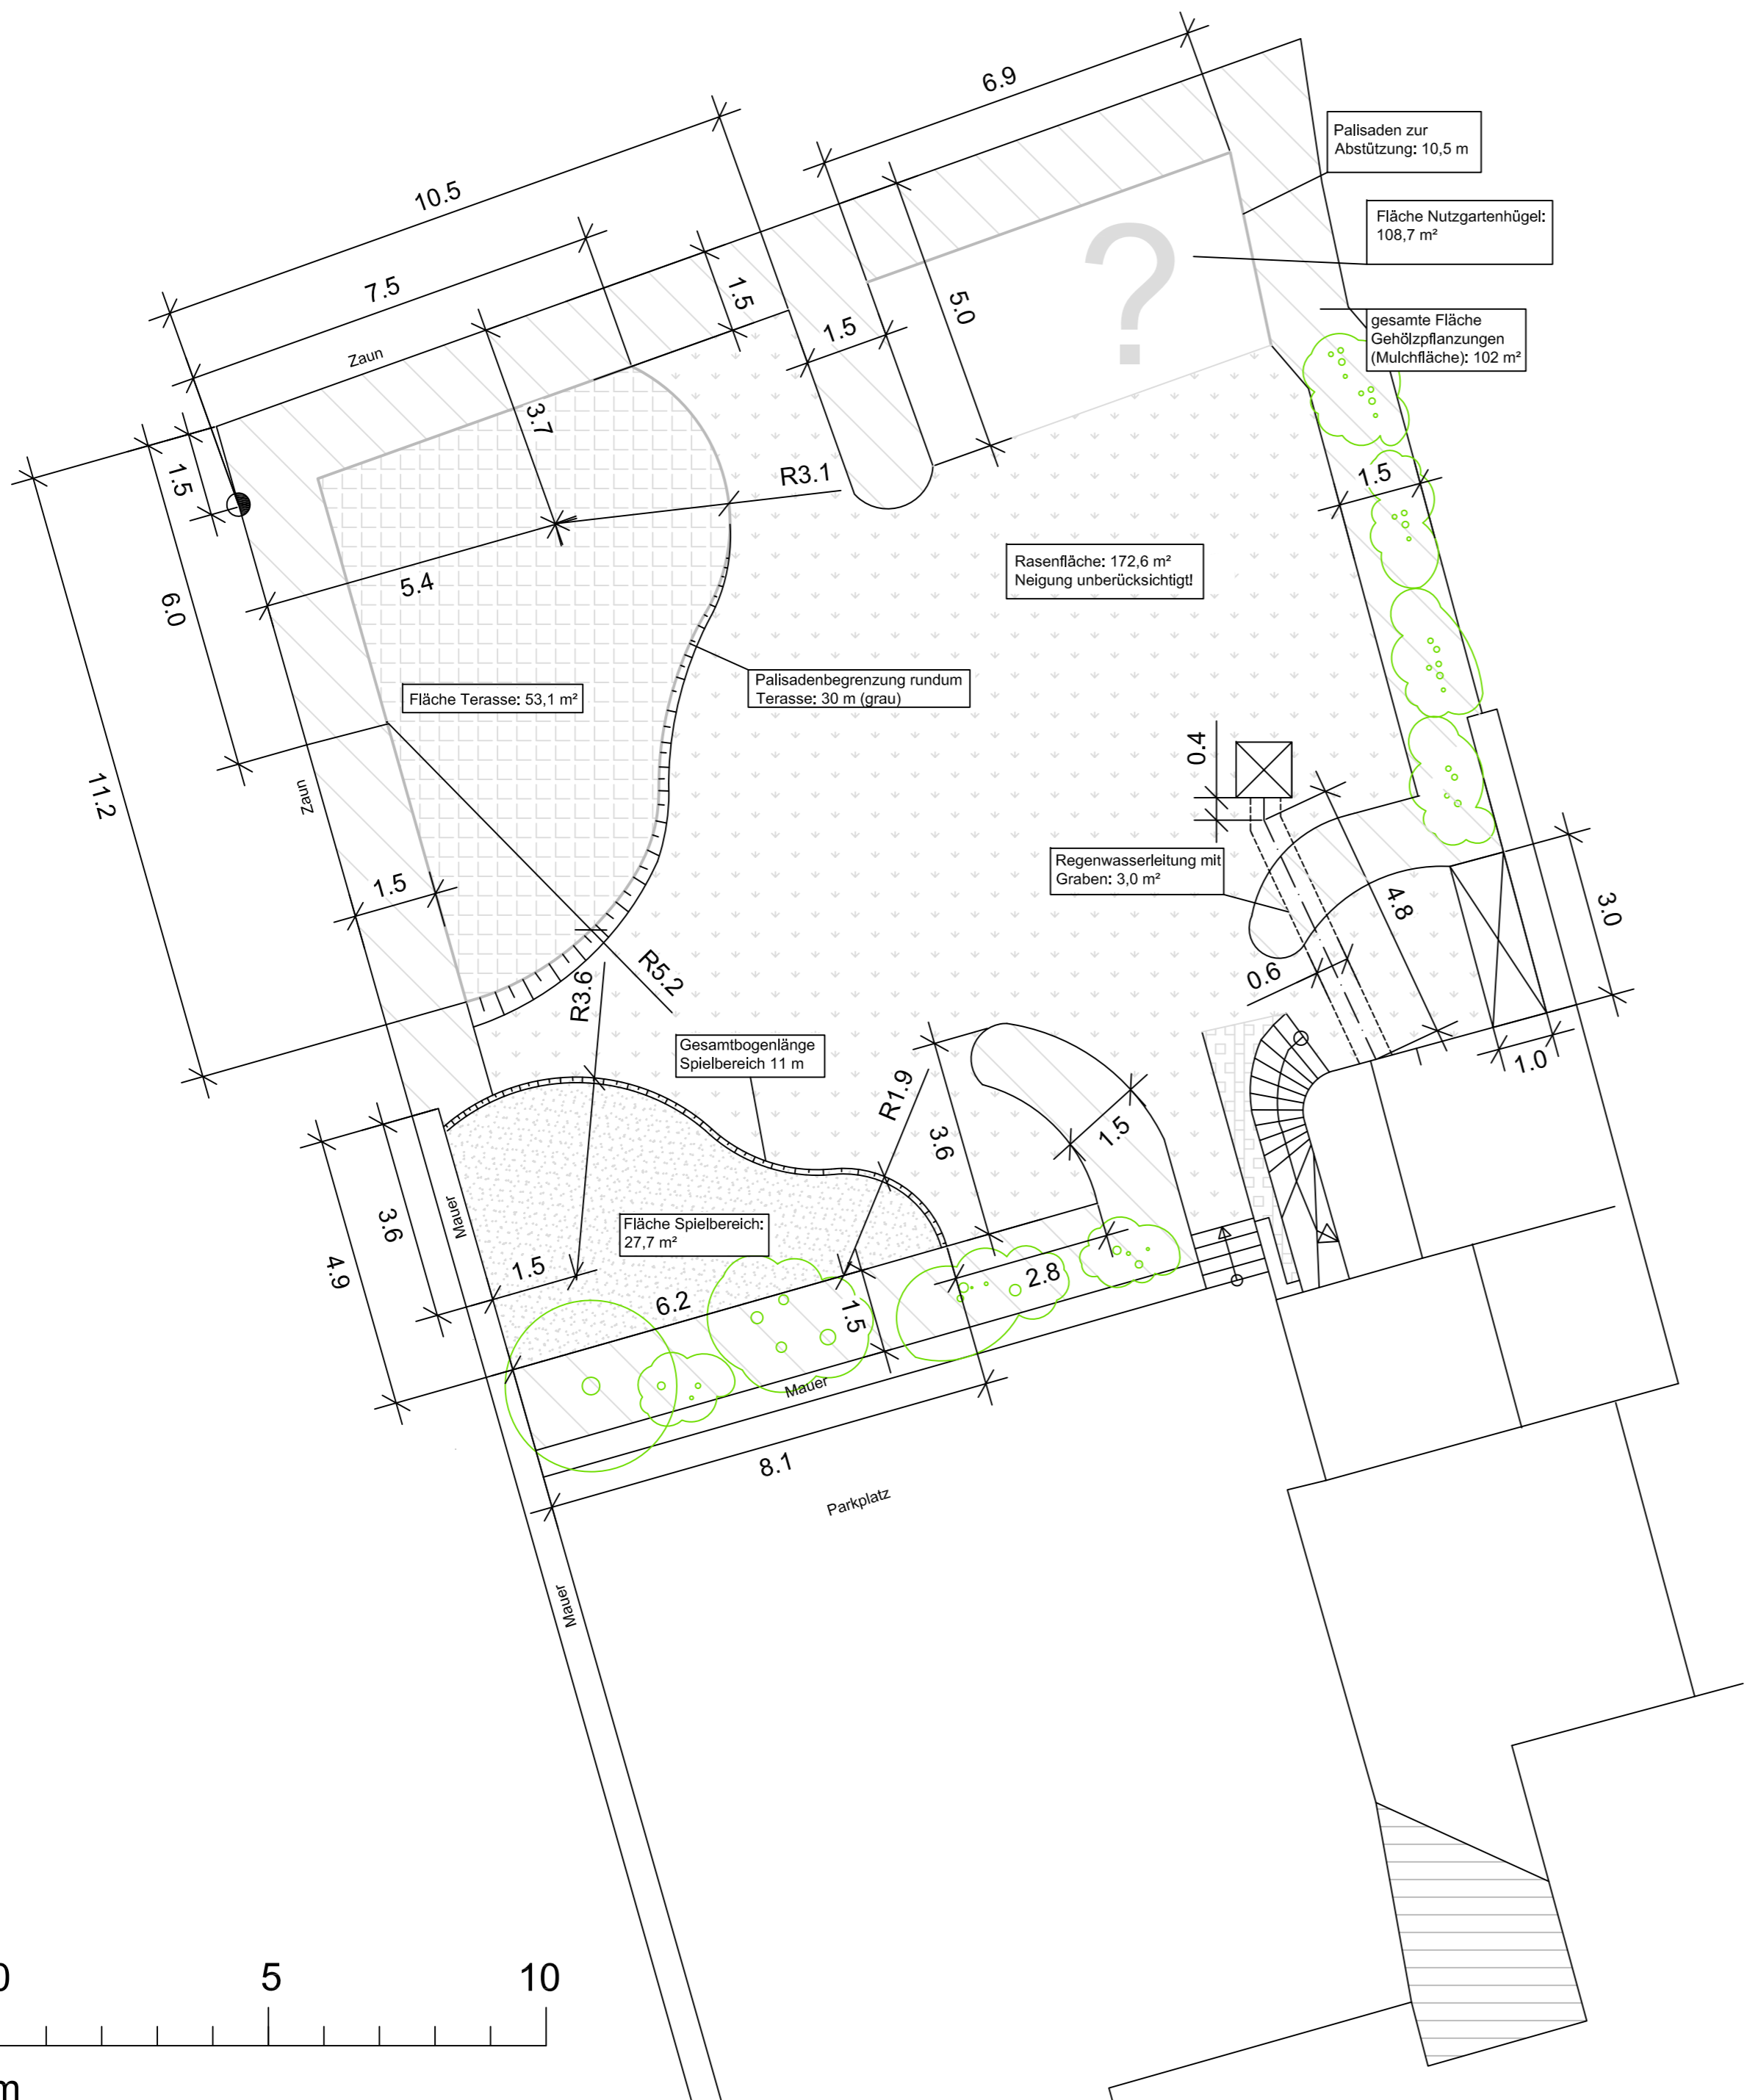 6.9
10.5
7.5
Palisaden zur
Abstützung: 10,5 m
Fläche Nutzgartenhügel:
108,7 m²
gesamte Fläche
Gehölzpflanzungen
(Mulchfläche): 102 m²
?
Zaun
1.5
1.5
5.0
3.7
R3.1
1.5
1.5
5.4
6.0
11.2
Rasenfläche: 172,6 m²
Neigung unberücksichtigt!
Fläche Terasse: 53,1 m²
Palisadenbegrenzung rundum
Terasse: 30 m (grau)
Zaun
0.4
Regenwasserleitung mit
Graben: 3,0 m²
4.8
3.0
0.6
1.0
1.5
R5.2
R3.6
Gesamtbogenlänge
Spielbereich 11 m
R1.9
3.6
1.5
Mauer
3.6
4.9
Fläche Spielbereich:
27,7 m²
1.5
6.2
2.8
1.5
Mauer
8.1
Parkplatz
Mauer
0
5
10
m